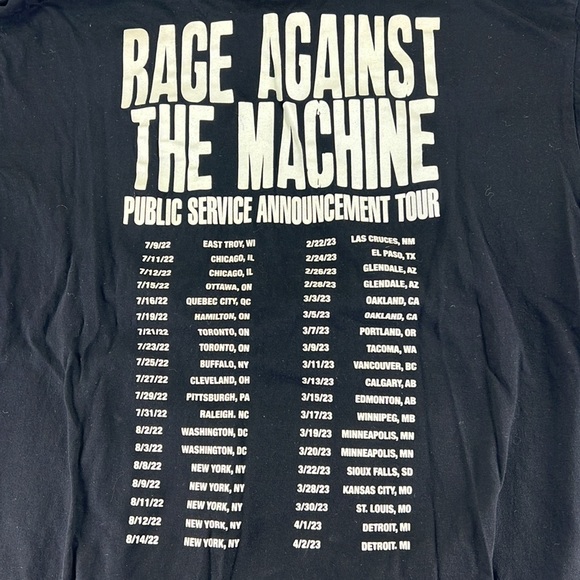 RAGE AGAINST
THE MACHINE
PUBLIC SERVICE ANNOUNCEMENT TOUR
7/9/22 EAST TROY, WI
7/11/22 CHICAGO, IL
7/12/22 CHICAGO, IL
7/15/22 OTTAWA, ON
7/16/22 QUEBEC CITY, QC
7/19/22 HAMILTON, ON
7/21/22 TORONTO, ON
7/23/22 TORONTO, ON
7/25/22 BUFFALO, NY
7/27/22 CLEVELAND, OH
7/29/22 PITTSBURGH, PA
7/31/22 RALEIGH, NC
8/2/22 WASHINGTON, DC
8/3/22 WASHINGTON, DC
8/8/22 NEW YORK, NY
8/9/22 NEW YORK, NY
8/11/22 NEW YORK, NY
8/12/22 NEW YORK, NY
8/14/22 NEW YORK, NY
2/22/23 LAS CRUCES, NM
2/24/23 EL PASO, TX
2/26/23 GLENDALE, AZ
2/28/23 GLENDALE, AZ
3/3/23 OAKLAND, CA
3/5/23 OAKLAND, CA
3/7/23 PORTLAND, OR
3/9/23 TACOMA, WA
3/11/23 VANCOUVER, BC
3/13/23 CALGARY, AB
3/15/23 EDMONTON, AB
3/17/23 WINNIPEG, MB
3/19/23 MINNEAPOLIS, MN
3/20/23 MINNEAPOLIS, MN
3/22/23 SIOUX FALLS, SD
3/28/23 KANSAS CITY, MO
3/30/23 ST. LOUIS, MO
4/1/23 DETROIT, MI
4/2/23 DETROIT, MI